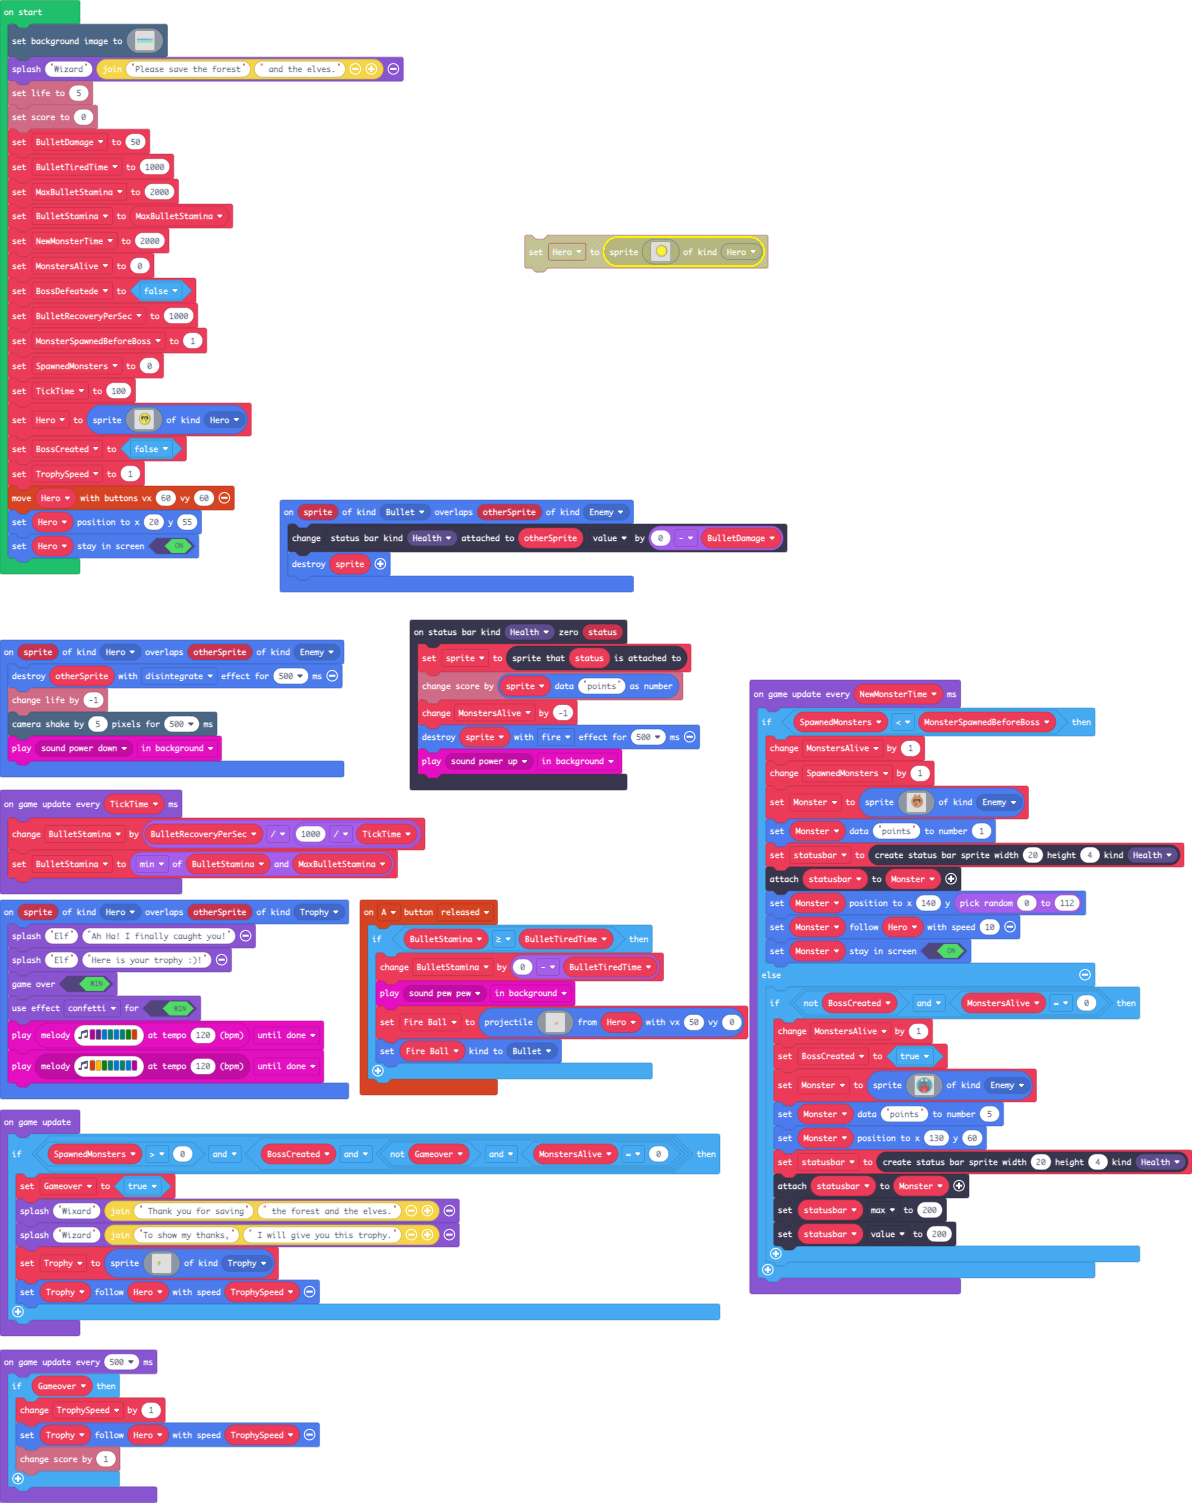 on start
set background image to
splash "Wizard" join "Please save the forest" " and the elves."
set life to 5
set score to 0
set BulletDamage to 50
set BulletTiredTime to 1000
set MaxBulletStamina to 2000
set BulletStamina to MaxBulletStamina
set NewMonsterTime to 2000
set MonstersAlive to 0
set BossDefeatede to false
set BulletRecoveryPerSec to 1000
set MonsterSpawnedBeforeBoss to 1
set SpawnedMonsters to 0
set TickTime to 100
set Hero to sprite of kind Hero
set BossCreated to false
set TrophySpeed to 1
move Hero with buttons vx 60 vy 60
set Hero position to x 20 y 55
set Hero stay in screen ON
set Hero to sprite of kind Hero
on sprite of kind Bullet overlaps otherSprite of kind Enemy
change status bar kind Health attached to otherSprite value by 0 - BulletDamage
destroy sprite
on sprite of kind Hero overlaps otherSprite of kind Enemy
destroy otherSprite with disintegrate effect for 500 ms
change life by -1
camera shake by 5 pixels for 500 ms
play sound power down in background
on status bar kind Health zero status
set sprite to sprite that status is attached to
change score by sprite data "points" as number
change MonstersAlive by -1
destroy sprite with fire effect for 500 ms
play sound power up in background
on game update every TickTime ms
change BulletStamina by BulletRecoveryPerSec / 1000 / TickTime
set BulletStamina to min of BulletStamina and MaxBulletStamina
on sprite of kind Hero overlaps otherSprite of kind Trophy
splash "Elf" "Ah Ha! I finally caught you!"
splash "Elf" "Here is your trophy :)!"
game over WIN
use effect confetti for WIN
play melody at tempo 120 (bpm) until done
play melody at tempo 120 (bpm) until done
on A button released
if BulletStamina ≥ BulletTiredTime then
change BulletStamina by 0 - BulletTiredTime
play sound pew pew in background
set Fire Ball to projectile from Hero with vx 50 vy 0
set Fire Ball kind to Bullet
on game update every NewMonsterTime ms
if SpawnedMonsters < MonsterSpawnedBeforeBoss then
change MonstersAlive by 1
change SpawnedMonsters by 1
set Monster to sprite of kind Enemy
set Monster data "points" to number 1
set statusbar to create status bar sprite width 20 height 4 kind Health
attach statusbar to Monster
set Monster position to x 140 y pick random 0 to 112
set Monster follow Hero with speed 10
set Monster stay in screen ON
else
if not BossCreated and MonstersAlive = 0 then
change MonstersAlive by 1
set BossCreated to true
set Monster to sprite of kind Enemy
set Monster data "points" to number 5
set Monster position to x 130 y 60
set statusbar to create status bar sprite width 20 height 4 kind Health
attach statusbar to Monster
set statusbar max to 200
set statusbar value to 200
on game update
if SpawnedMonsters > 0 and BossCreated and not Gameover and MonstersAlive = 0 then
set Gameover to true
splash "Wixard" join " Thank you for saving" " the forest and the elves."
splash "Wizard" join "To show my thanks," " I will give you this trophy."
set Trophy to sprite of kind Trophy
set Trophy follow Hero with speed TrophySpeed
on game update every 500 ms
if Gameover then
change TrophySpeed by 1
set Trophy follow Hero with speed TrophySpeed
change score by 1